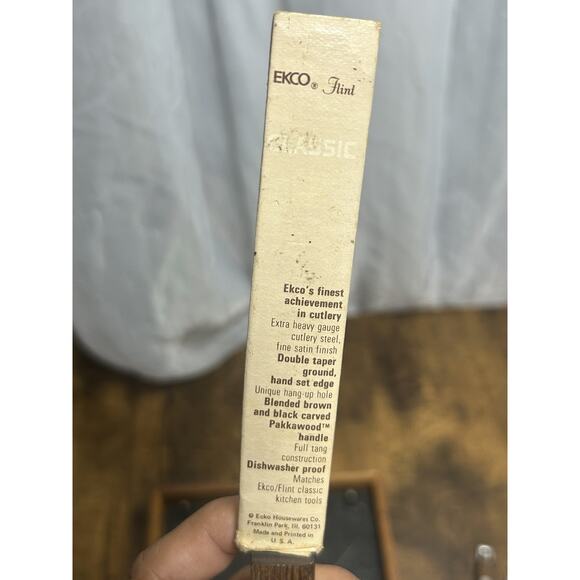 EKCO® Flint
CLASSIC
Ekco's finest
achievement
in cutlery
Extra heavy gauge
cutlery steel,
fine satin finish
Double taper
ground,
hand set edge
Unique hang-up hole
Blended brown
and black carved
Pakkawood™
handle
Full tang
construction
Dishwasher proof
Matches
Ekco/Flint classic
kitchen tools
© Ekco Housewares Co.
Franklin Park, Ill. 60131
Made and Printed in
U. S. A.